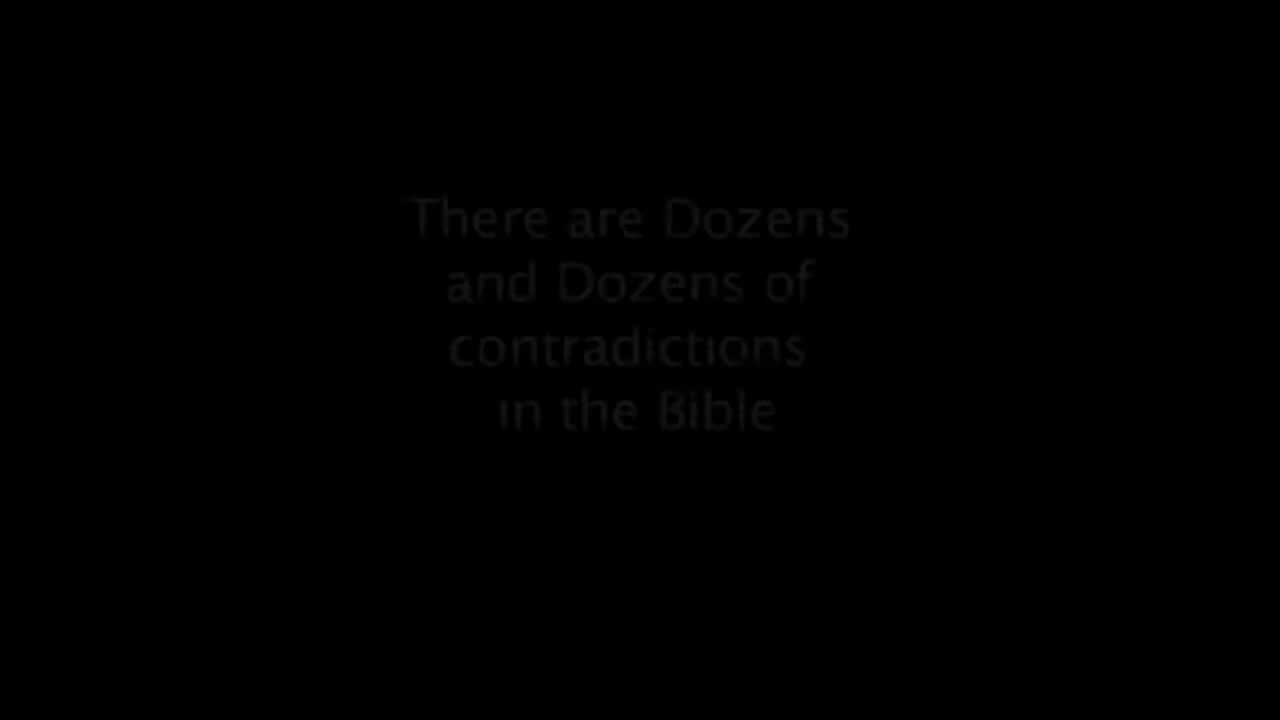 There are Dozens
and Dozens of
contradictions
in the Bible